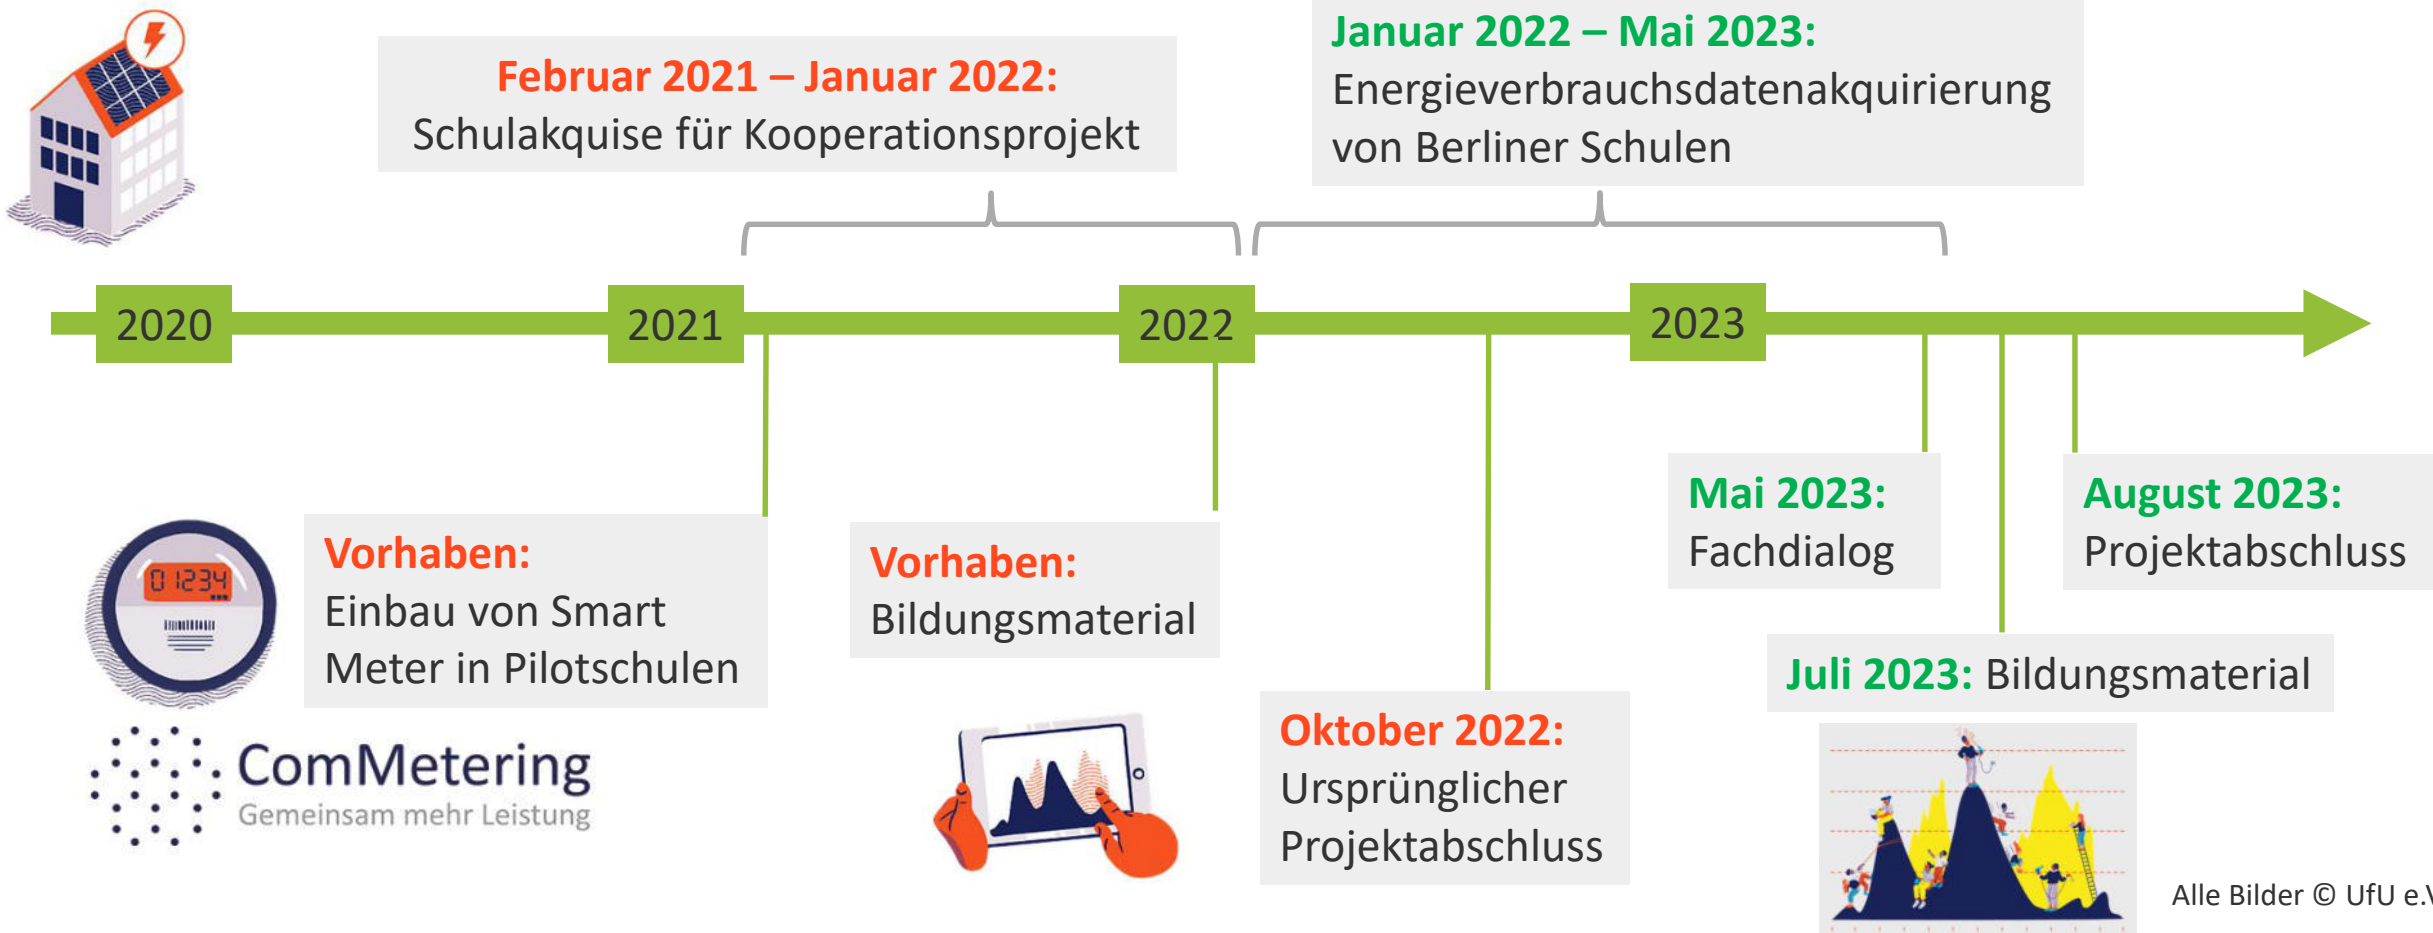 Februar 2021 – Januar 2022:
Schulakquise für Kooperationsprojekt
Januar 2022 – Mai 2023:
Energieverbrauchsdatenakquirierung
von Berliner Schulen
2020
2021
2022
2023
Vorhaben:
Einbau von Smart
Meter in Pilotschulen
Vorhaben:
Bildungsmaterial
Oktober 2022:
Ursprünglicher
Projektabschluss
Mai 2023:
Fachdialog
August 2023:
Projektabschluss
Juli 2023: Bildungsmaterial
01234
ComMetering
Gemeinsam mehr Leistung
Alle Bilder © UfU e.V